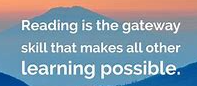 Reading is the gateway
skill that makes all other
learning possible.